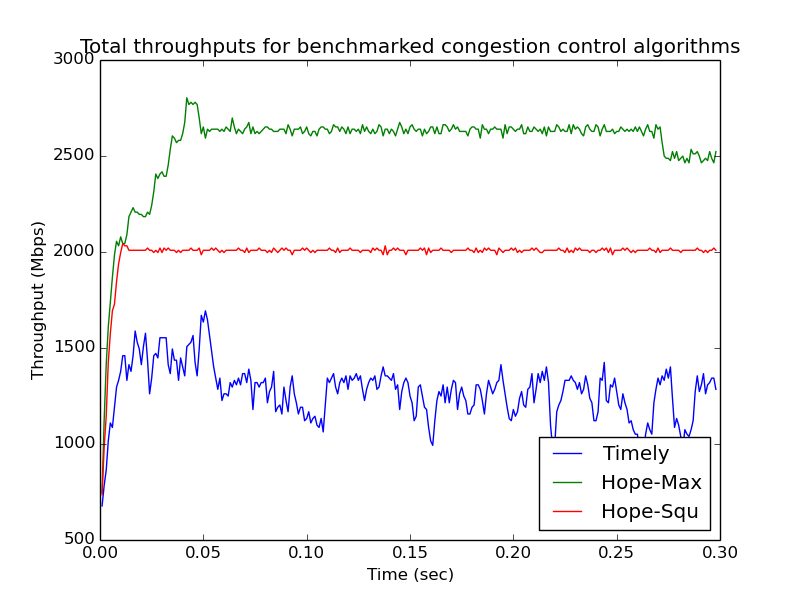 Total throughputs for benchmarked congestion control algorithms
3000
2500
2000
1500
1000
500
Throughput (Mbps)
Timely
Hope-Max
Hope-Squ
0.00 0.05 0.10 0.15 0.20 0.25 0.30
Time (sec)